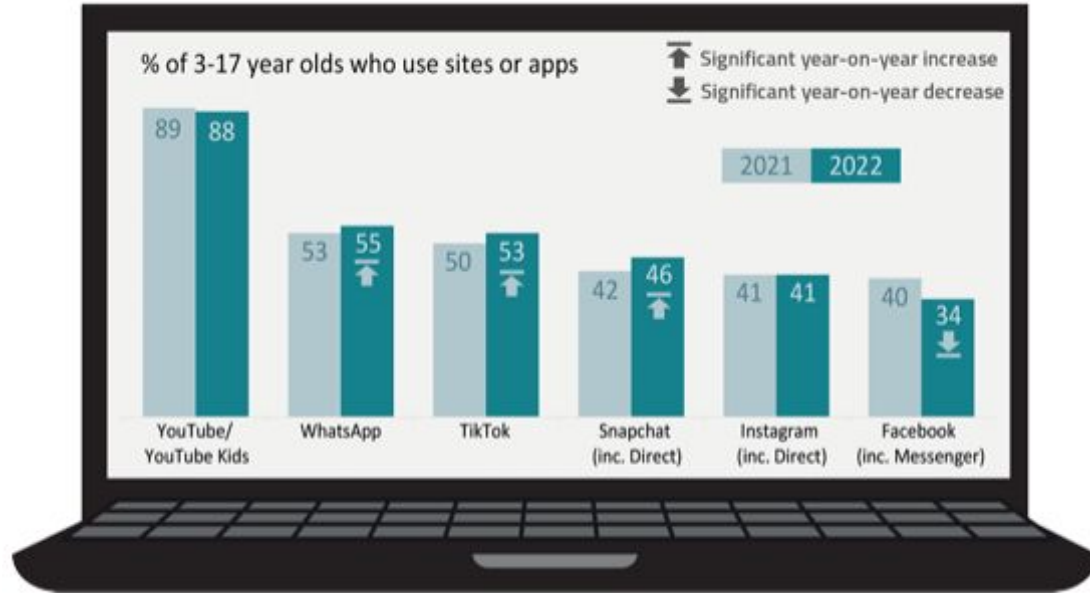 % of 3-17 year olds who use sites or apps
Significant year-on-year increase
Significant year-on-year decrease
2021 2022
89 88
53 55
50 53
42 46
41 41
40 34
YouTube/
YouTube Kids
WhatsApp
TikTok
Snapchat
(inc. Direct)
Instagram
(inc. Direct)
Facebook
(inc. Messenger)